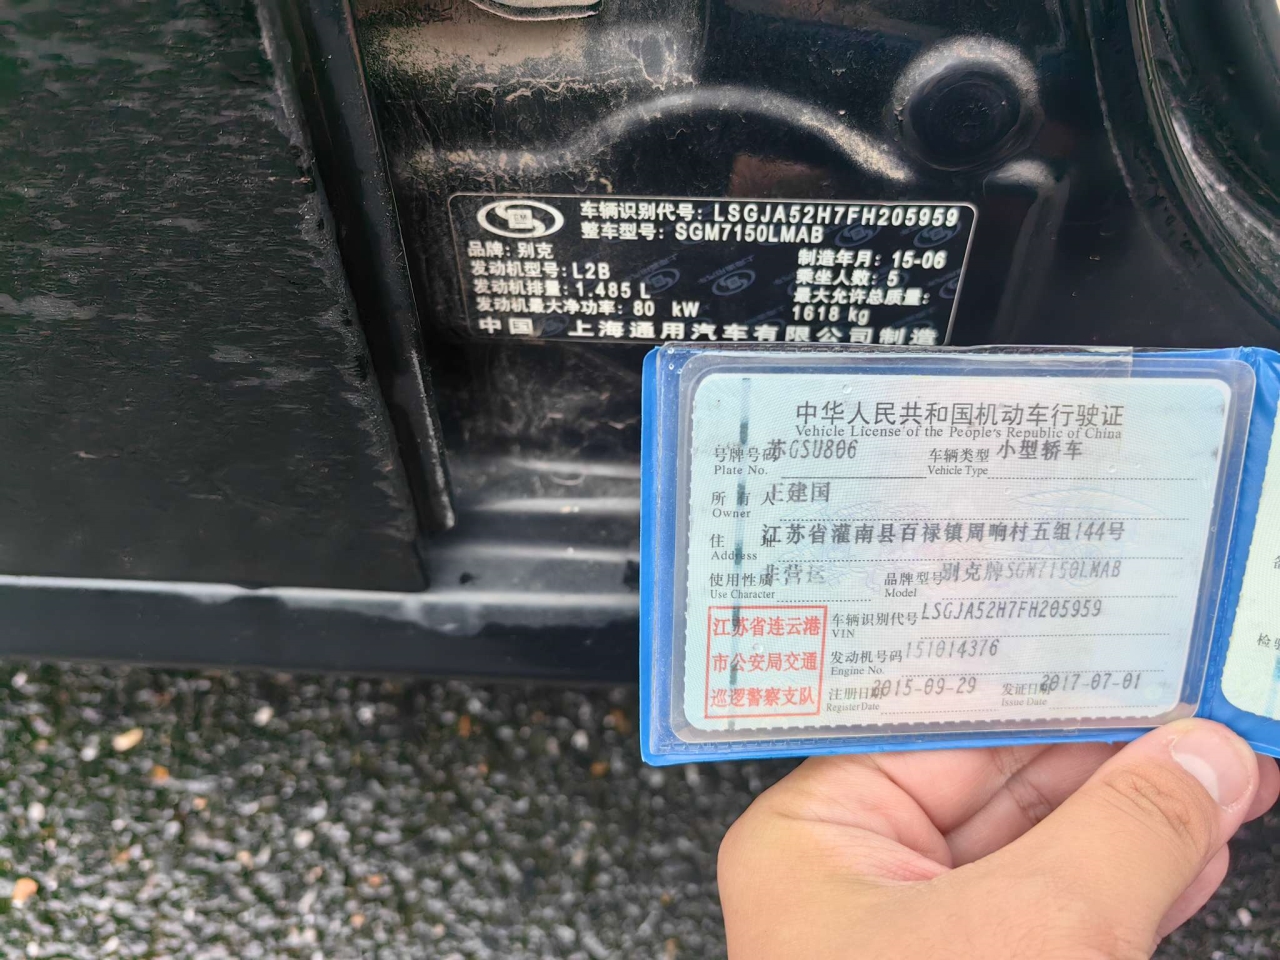 GM
车辆识别代号: LSGJA52H7FH205959
整车型号: SGM7150LMAB
品牌: 别克
制造年月: 15-06
发动机型号: L2B
乘坐人数: 5
发动机排量: 1.485 L
最大允许总质量:
发动机最大净功率: 80 kW
1618 kg
中国 上海通用汽车有限公司制造
中华人民共和国机动车行驶证
Vehicle License of the People's Republic of China
号牌号码 苏GSU806 车辆类型 小型轿车
Plate No. Vehicle Type
所有人 王建国
Owner
住址 江苏省灌南县百禄镇周响村五组144号
Address
使用性质 非营运 品牌型号 别克牌SGM7150LMAB
Use Character Model
江苏省连云港
市公安局交通
巡逻警察支队
车辆识别代号 LSGJA52H7FH205959
VIN
发动机号码 151014376
Engine No.
注册日期 2015-09-29 发证日期 2017-07-01
Register Date Issue Date
检验